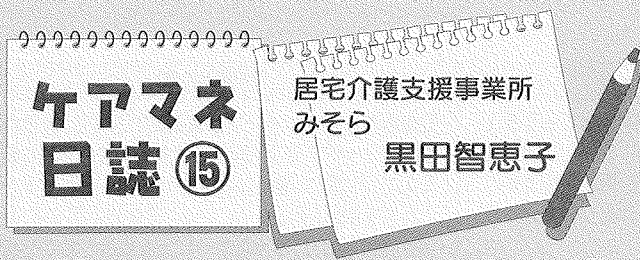 ケアマネ
日誌⑮
居宅介護支援事業所
みそら
黒田智恵子